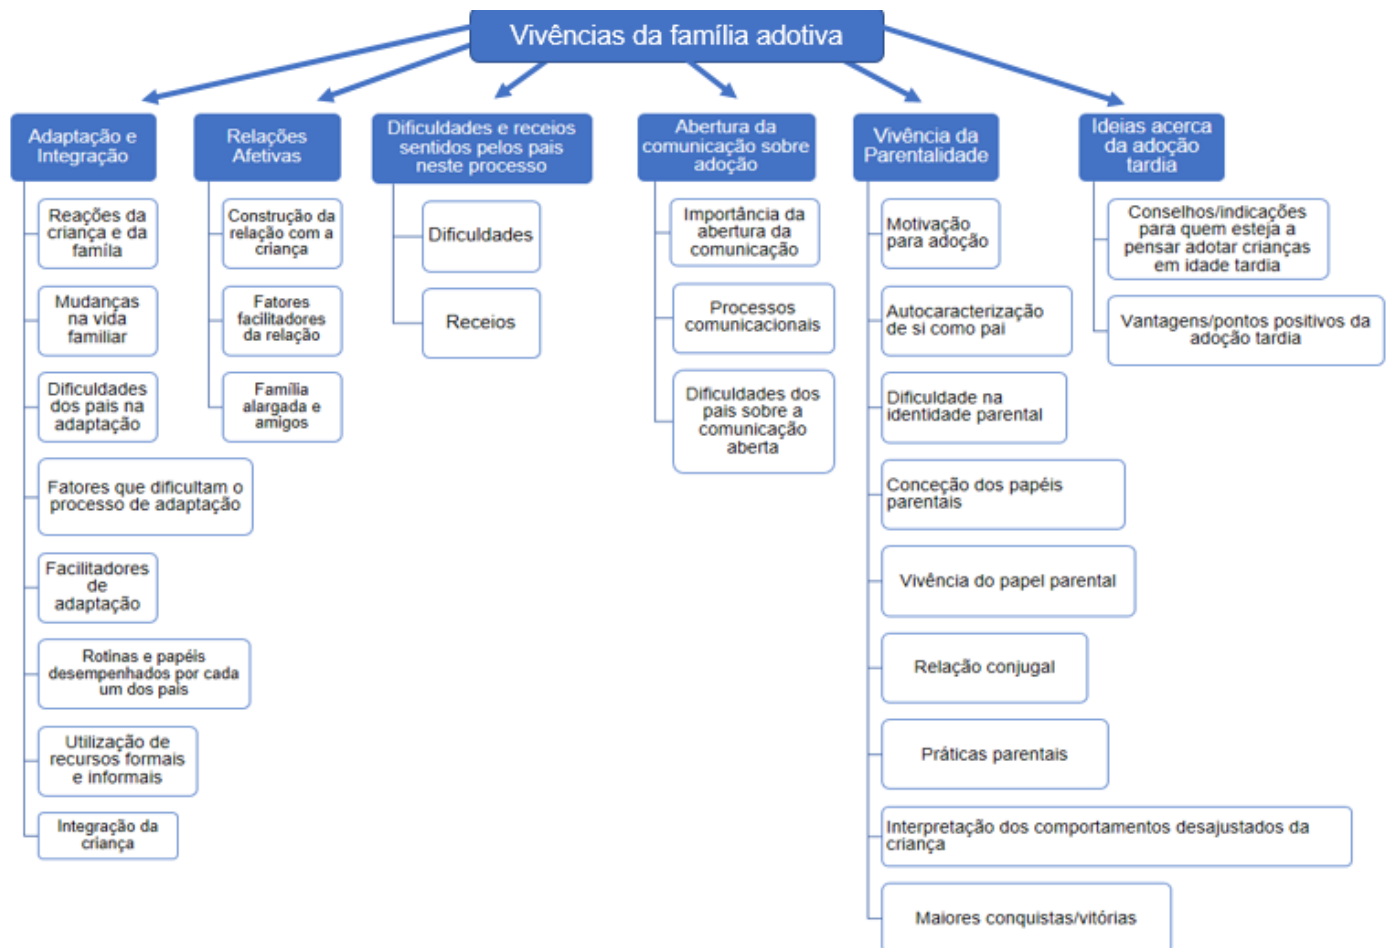 Vivências da família adotiva
Adaptação e
Integração
Reações da
criança e da
famíla
Mudanças
na vida
familiar
Dificuldades
dos pais na
adaptação
Fatores que dificultam o
processo de adaptação
Facilitadores
de
adaptação
Rotinas e papéis
desempenhados por cada
um dos pais
Utilização de
recursos formais
e informais
Integração da
criança
Relações
Afetivas
Construção da
relação com a
criança
Fatores
facilitadores
da relação
Família
alargada e
amigos
Dificuldades e receios
sentidos pelos pais
neste processo
Dificuldades
Receios
Abertura da
comunicação sobre
adoção
Importância da
abertura da
comunicação
Processos
comunicacionais
Dificuldades dos
pais sobre a
comunicação
aberta
Vivência da
Parentalidade
Motivação
para adoção
Autocaracterização
de si como pai
Dificuldade na
identidade parental
Conceção dos papéis
parentais
Vivência do papel parental
Relação conjugal
Práticas parentais
Interpretação dos comportamentos desajustados da
criança
Maiores conquistas/vitórias
Ideias acerca
da adoção
tardia
Conselhos/indicações
para quem esteja a
pensar adotar crianças
em idade tardia
Vantagens/pontos positivos da
adoção tardia